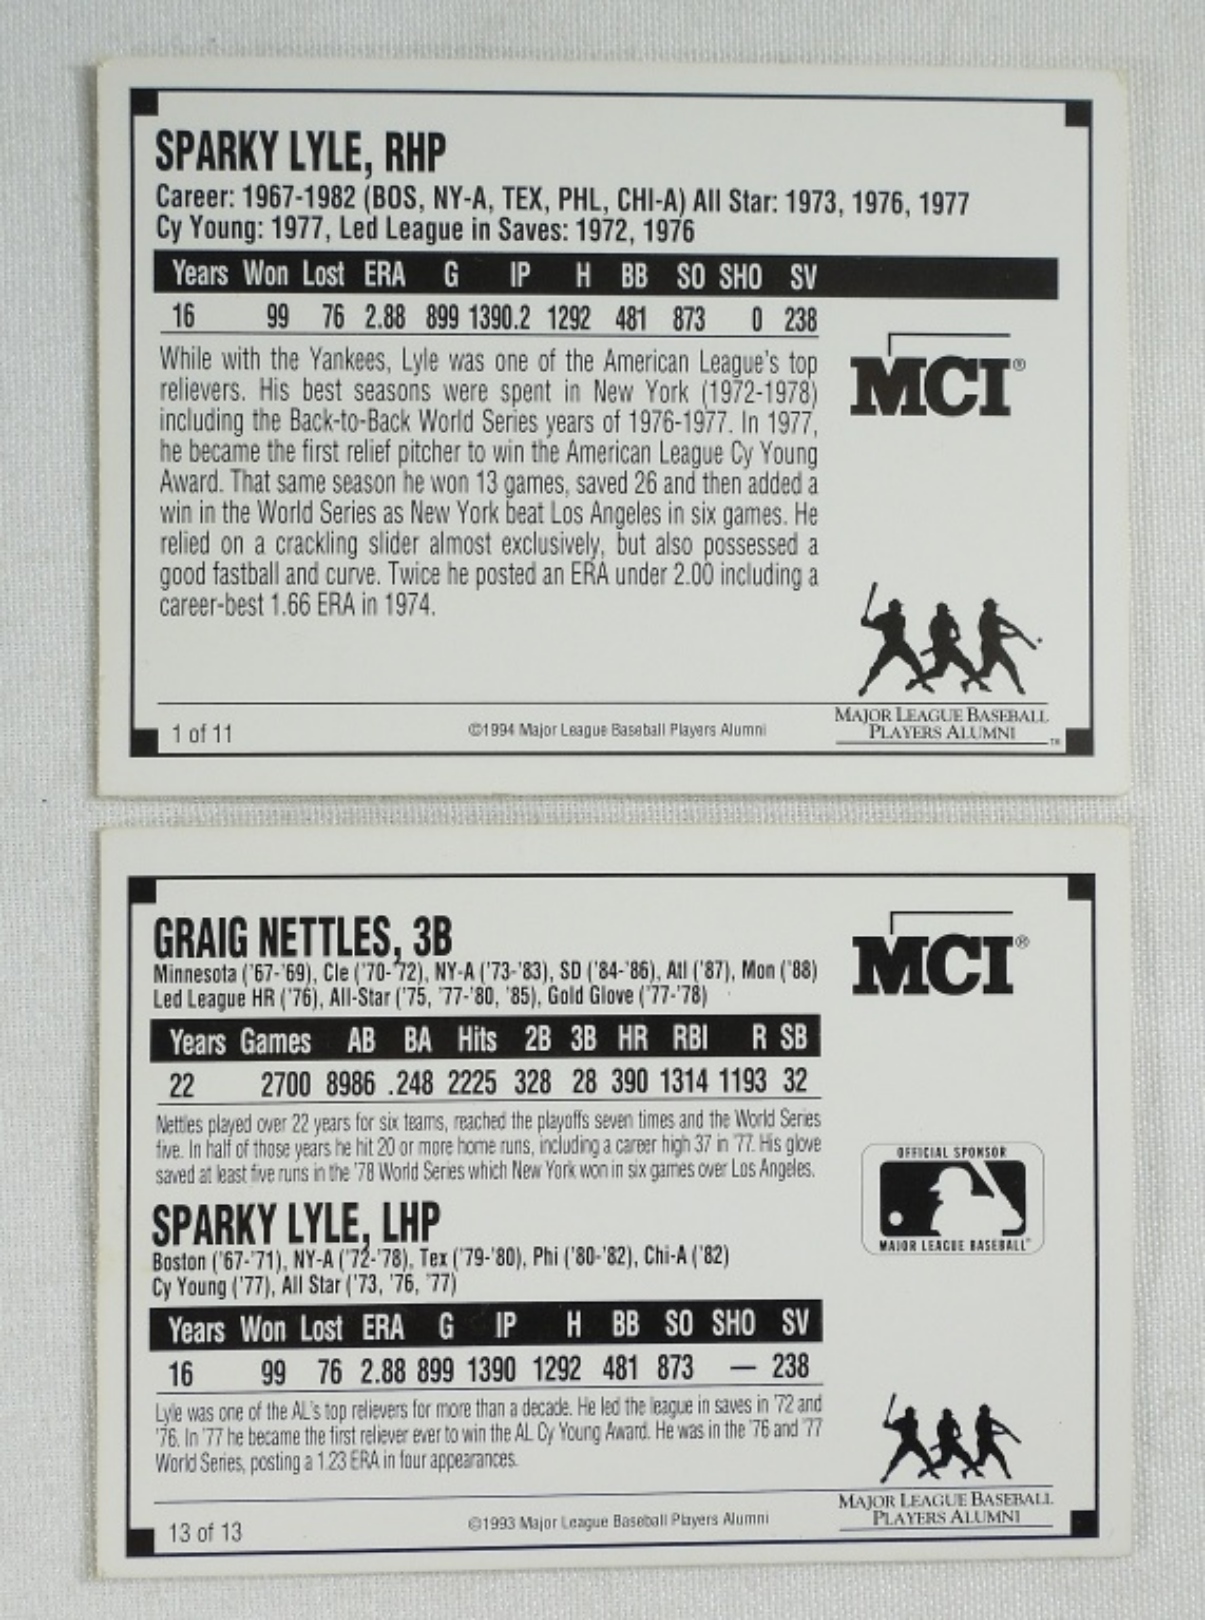 SPARKY LYLE, RHP
Career: 1967-1982 (BOS, NY-A, TEX, PHL, CHI-A) All Star: 1973, 1976, 1977
Cy Young: 1977, Led League in Saves: 1972, 1976
Years Won Lost ERA G IP H BB SO SHO SV
16 99 76 2.88 899 1390.2 1292 481 873 0 238
While with the Yankees, Lyle was one of the American League's top
relievers. His best seasons were spent in New York (1972-1978)
including the Back-to-Back World Series years of 1976-1977. In 1977,
he became the first relief pitcher to win the American League Cy Young
Award. That same season he won 13 games, saved 26 and then added a
win in the World Series as New York beat Los Angeles in six games. He
relied on a crackling slider almost exclusively, but also possessed a
good fastball and curve. Twice he posted an ERA under 2.00 including a
career-best 1.66 ERA in 1974.
MCI®
MAJOR LEAGUE BASEBALL
PLAYERS ALUMNI
TM
1 of 11
©1994 Major League Baseball Players Alumni
GRAIG NETTLES, 3B
Minnesota ('67-'69), Cle ('70-'72), NY-A ('73-'83), SD ('84-'86), Atl ('87), Mon ('88)
Led League HR ('76), All-Star ('75, '77-'80, '85), Gold Glove ('77-'78)
Years Games AB BA Hits 2B 3B HR RBI R SB
22 2700 8986 .248 2225 328 28 390 1314 1193 32
Nettles played over 22 years for six teams, reached the playoffs seven times and the World Series
five. In half of those years he hit 20 or more home runs, including a career high 37 in '77. His glove
saved at least five runs in the '78 World Series which New York won in six games over Los Angeles.
MCI®
OFFICIAL SPONSOR
MAJOR LEAGUE BASEBALL
SPARKY LYLE, LHP
Boston ('67-'71), NY-A ('72-'78), Tex ('79-'80), Phi ('80-'82), Chi-A ('82)
Cy Young ('77), All Star ('73, '76, '77)
Years Won Lost ERA G IP H BB SO SHO SV
16 99 76 2.88 899 1390 1292 481 873 — 238
Lyle was one of the AL's top relievers for more than a decade. He led the league in saves in '72 and
'76. In '77 he became the first reliever ever to win the AL Cy Young Award. He was in the '76 and '77
World Series, posting a 1.23 ERA in four appearances.
MAJOR LEAGUE BASEBALL
PLAYERS ALUMNI
13 of 13
©1993 Major League Baseball Players Alumni